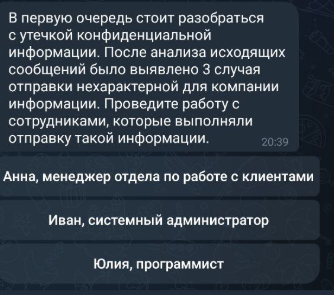 В первую очередь стоит разобраться
с утечкой конфиденциальной
информации. После анализа исходящих
сообщений было выявлено 3 случая
отправки нехарактерной для компании
информации. Проведите работу с
сотрудниками, которые выполняли
отправку такой информации.
20:39
Анна, менеджер отдела по работе с клиентами
Иван, системный администратор
Юлия, программист